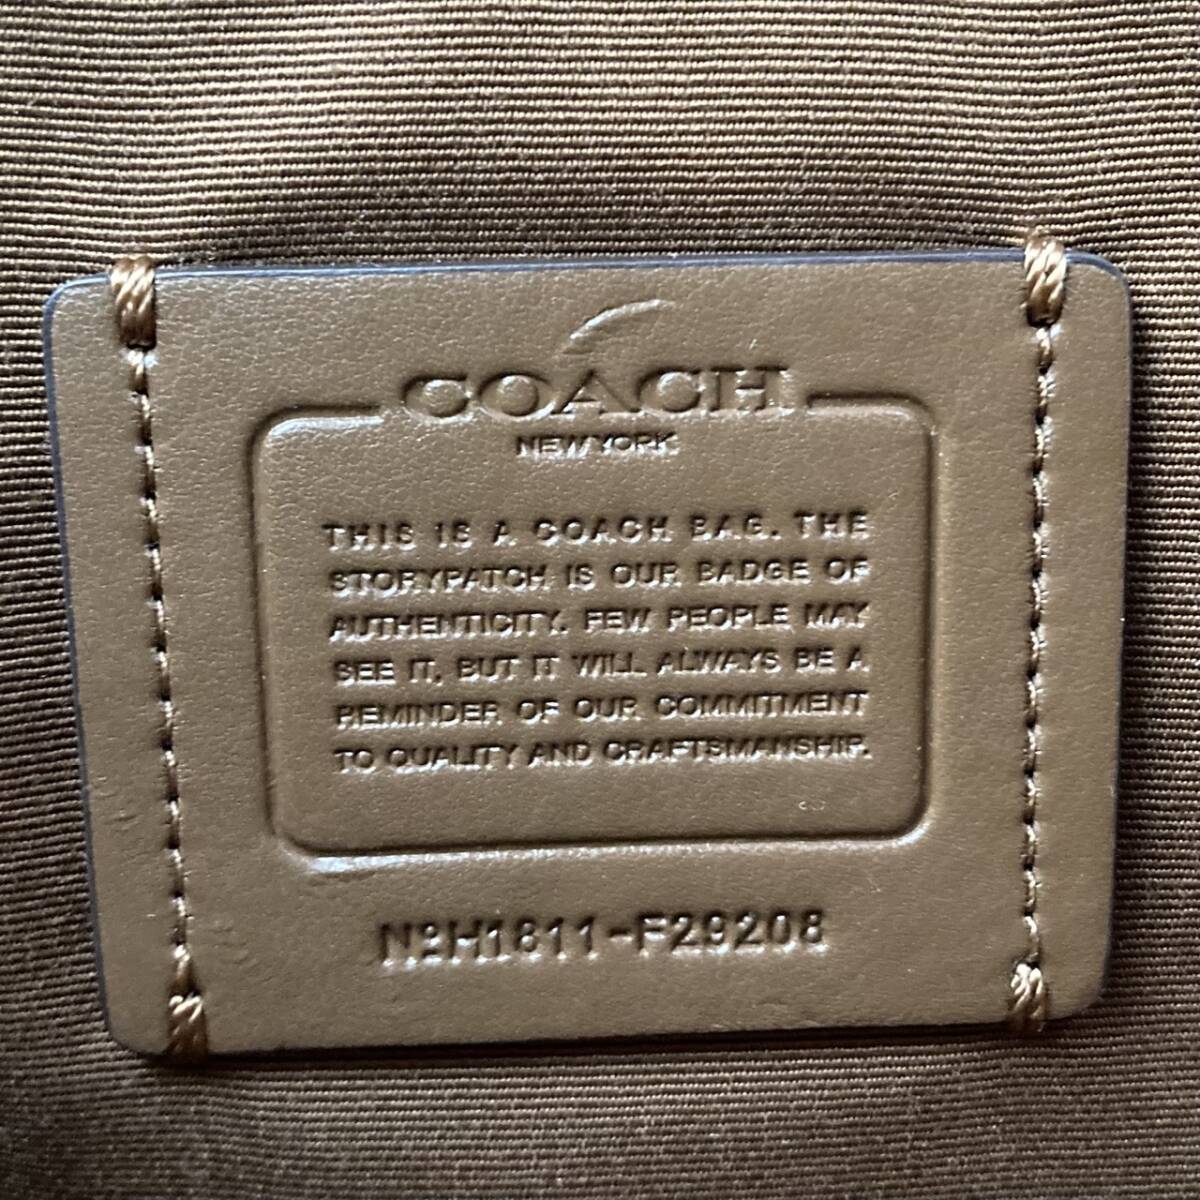 COACH
NEW YORK
THIS IS A COACH BAG. THE
STORYPATCH IS OUR BADGE OF
AUTHENTICITY. FEW PEOPLE MAY
SEE IT, BUT IT WILL ALWAYS BE A
REMINDER OF OUR COMMITMENT
TO QUALITY AND CRAFTSMANSHIP.
NºH1811-F29208